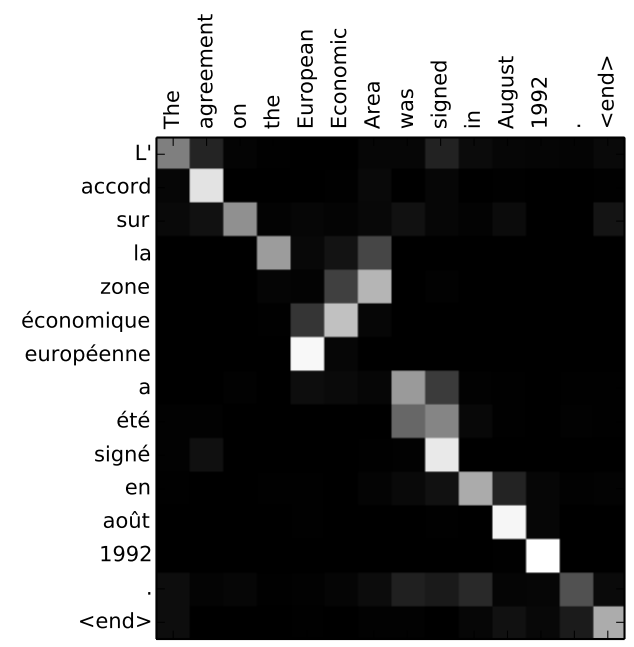 The agreement on the European Economic Area was signed in August 1992 . <end>
L'
accord
sur
la
zone
économique
européenne
a
été
signé
en
août
1992
.
<end>